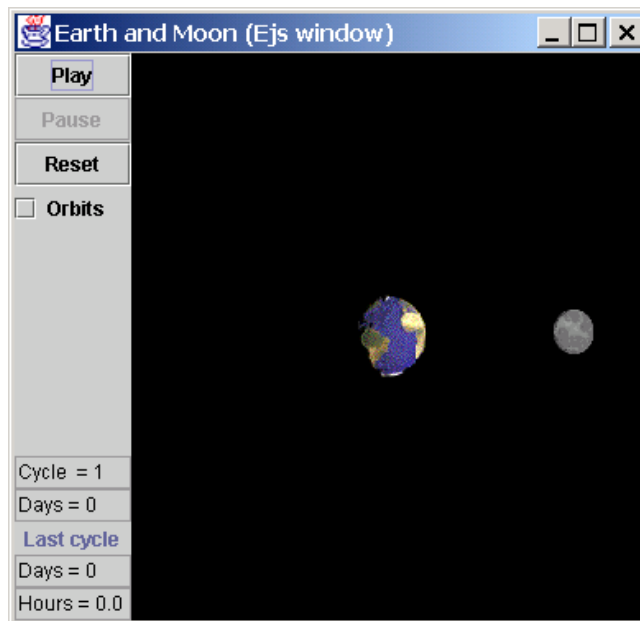 Earth and Moon (Ejs window)
Play
Pause
Reset
Orbits
Cycle = 1
Days = 0
Last cycle
Days = 0
Hours = 0.0